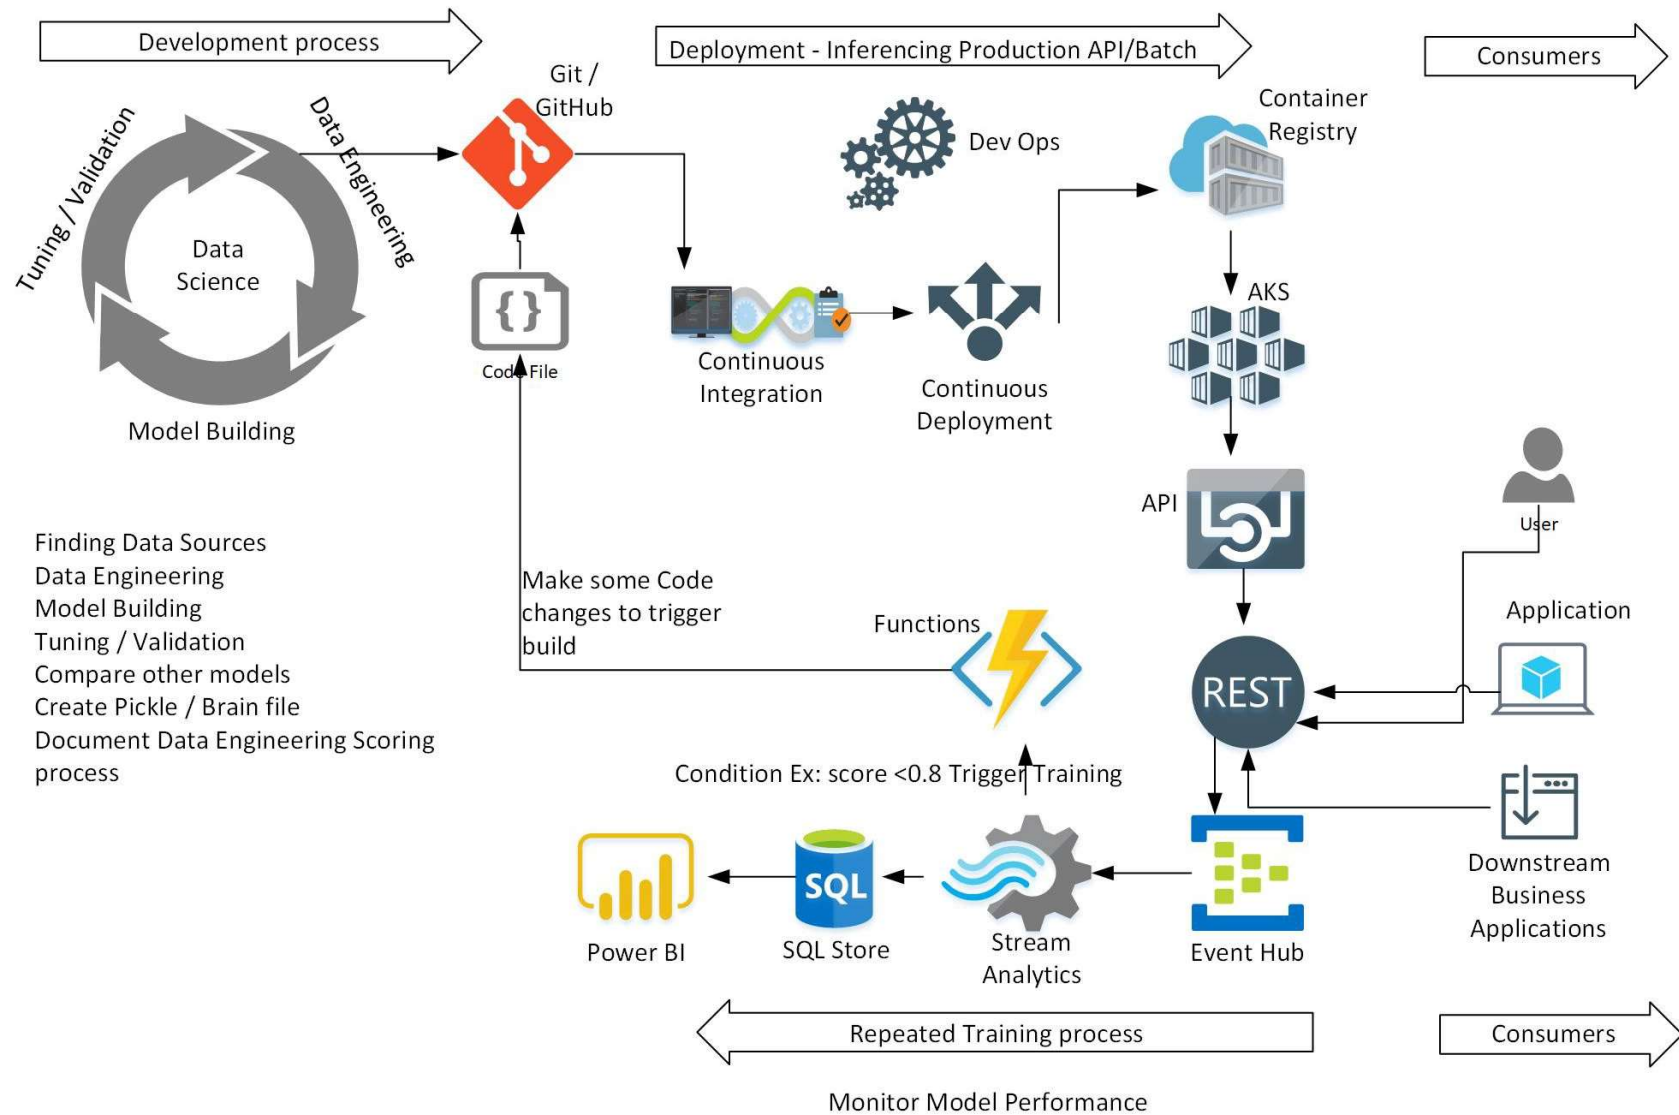 Development process
Deployment - Inferencing Production API/Batch
Consumers
Git /
GitHub
Container
Registry
Dev Ops
Tuning / Validation
Data Engineering
Data
Science
Model Building
Code File
Continuous
Integration
Continuous
Deployment
AKS
API
User
Finding Data Sources
Data Engineering
Model Building
Tuning / Validation
Compare other models
Create Pickle / Brain file
Document Data Engineering Scoring
process
Make some Code
changes to trigger
build
Functions
Application
REST
Condition Ex: score <0.8 Trigger Training
SQL
Power BI
SQL Store
Stream
Analytics
Event Hub
Downstream
Business
Applications
Repeated Training process
Consumers
Monitor Model Performance